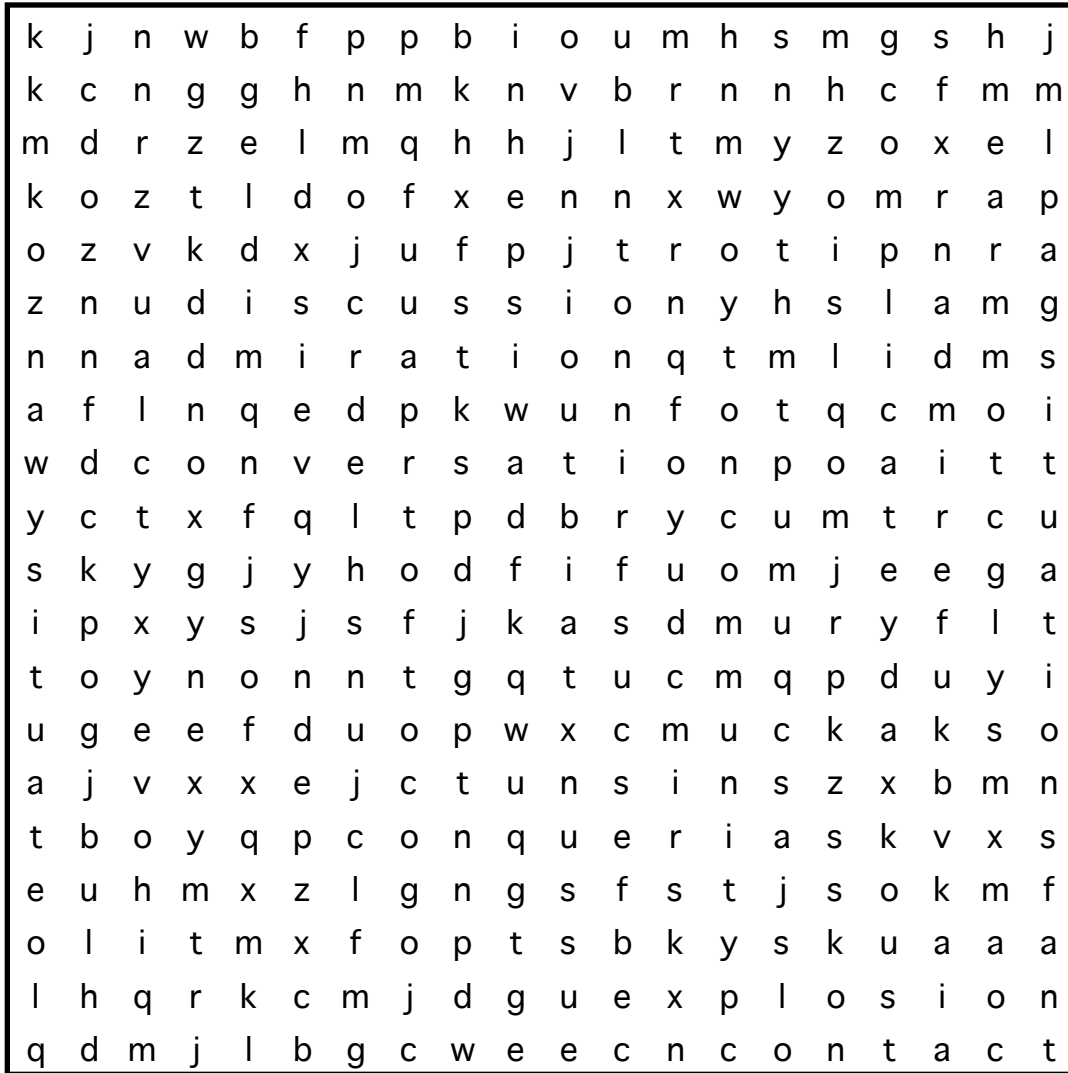 k j n w b f p p b i o u m h s m g s h j
k c n g g h n m k n v b r n n h c f m m
m d r z e l m q h h j l t m y z o x e l
k o z t l d o f x e n n x w y o m r a p
o z v k d x j u f p j t r o t i p n r a
z n u d i s c u s s i o n y h s l a m g
n n a d m i r a t i o n q t m l i d m s
a f l n q e d p k w u n f o t q c m o i
w d c o n v e r s a t i o n p o a i t t
y c t x f q l t p d b r y c u m t r c u
s k y g j y h o d f i f u o m j e e g a
i p x y s j s f j k a s d m u r y f l t
t o y n o n n t g q t u c m q p d u y i
u g e e f d u o p w x c m u c k a k s o
a j v x x e j c t u n s i n s z x b m n
t b o y q p c o n q u e r i a s k v x s
e u h m x z l g n g s f s t j s o k m f
o l i t m x f o p t s b k y s k u a a a
l h q r k c m j d g u e x p l o s i o n
q d m j l b g c w e e c n c o n t a c t